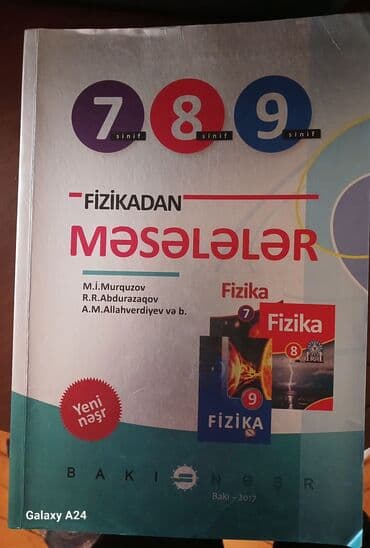 7 8 9
sinif sinif sinif
FİZİKADAN
MƏSƏLƏLƏR
M.İ.Murquzov
R.R.Abdurazaqov
A.M.Allahverdiyev və b.
Fizika
7
Fizika
8
9
FİZİKA
Yeni
nəşr
BAKI NƏŞR
Bakı – 2017
Galaxy A24